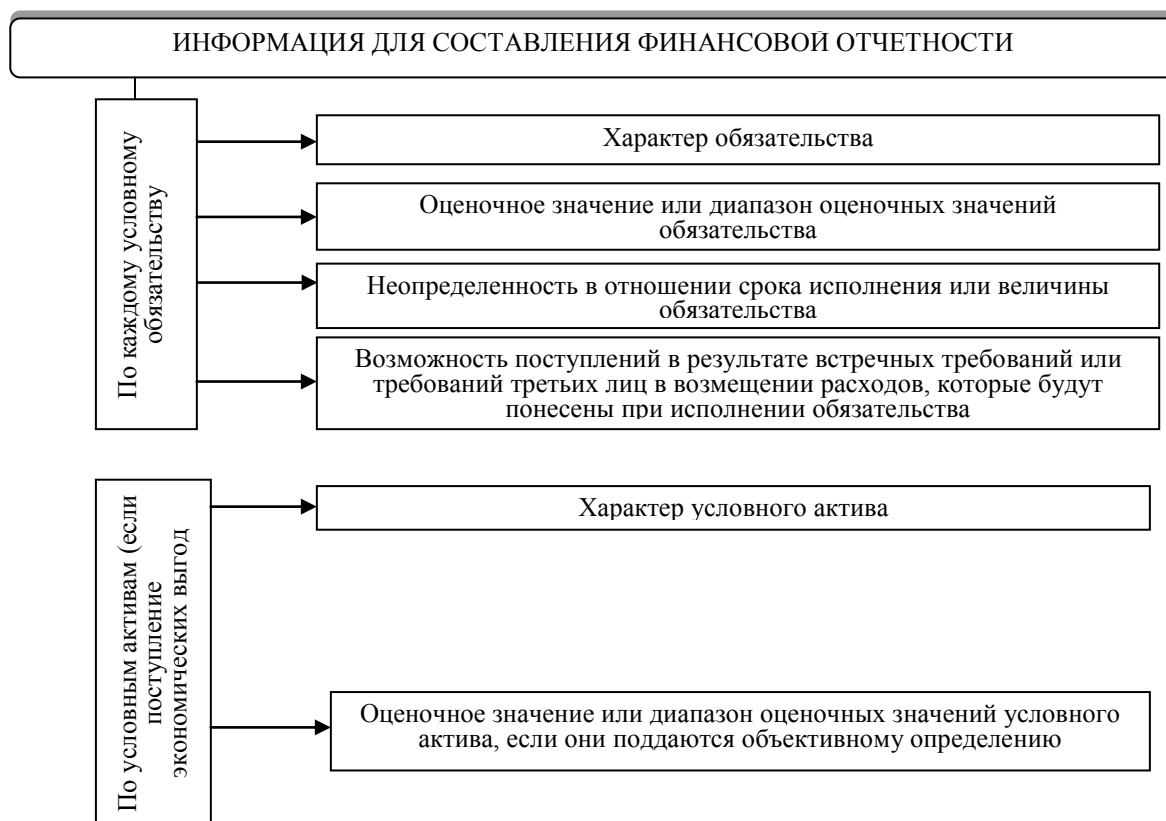 ИНФОРМАЦИЯ ДЛЯ СОСТАВЛЕНИЯ ФИНАНСОВОЙ ОТЧЕТНОСТИ
По каждому условному
обязательству
Характер обязательства
Оценочное значение или диапазон оценочных значений
обязательства
Неопределенность в отношении срока исполнения или величины
обязательства
Возможность поступлений в результате встречных требований или
требований третьих лиц в возмещении расходов, которые будут
понесены при исполнении обязательства
По условным активам (если
поступление
экономических выгод
Характер условного актива
Оценочное значение или диапазон оценочных значений условного
актива, если они поддаются объективному определению